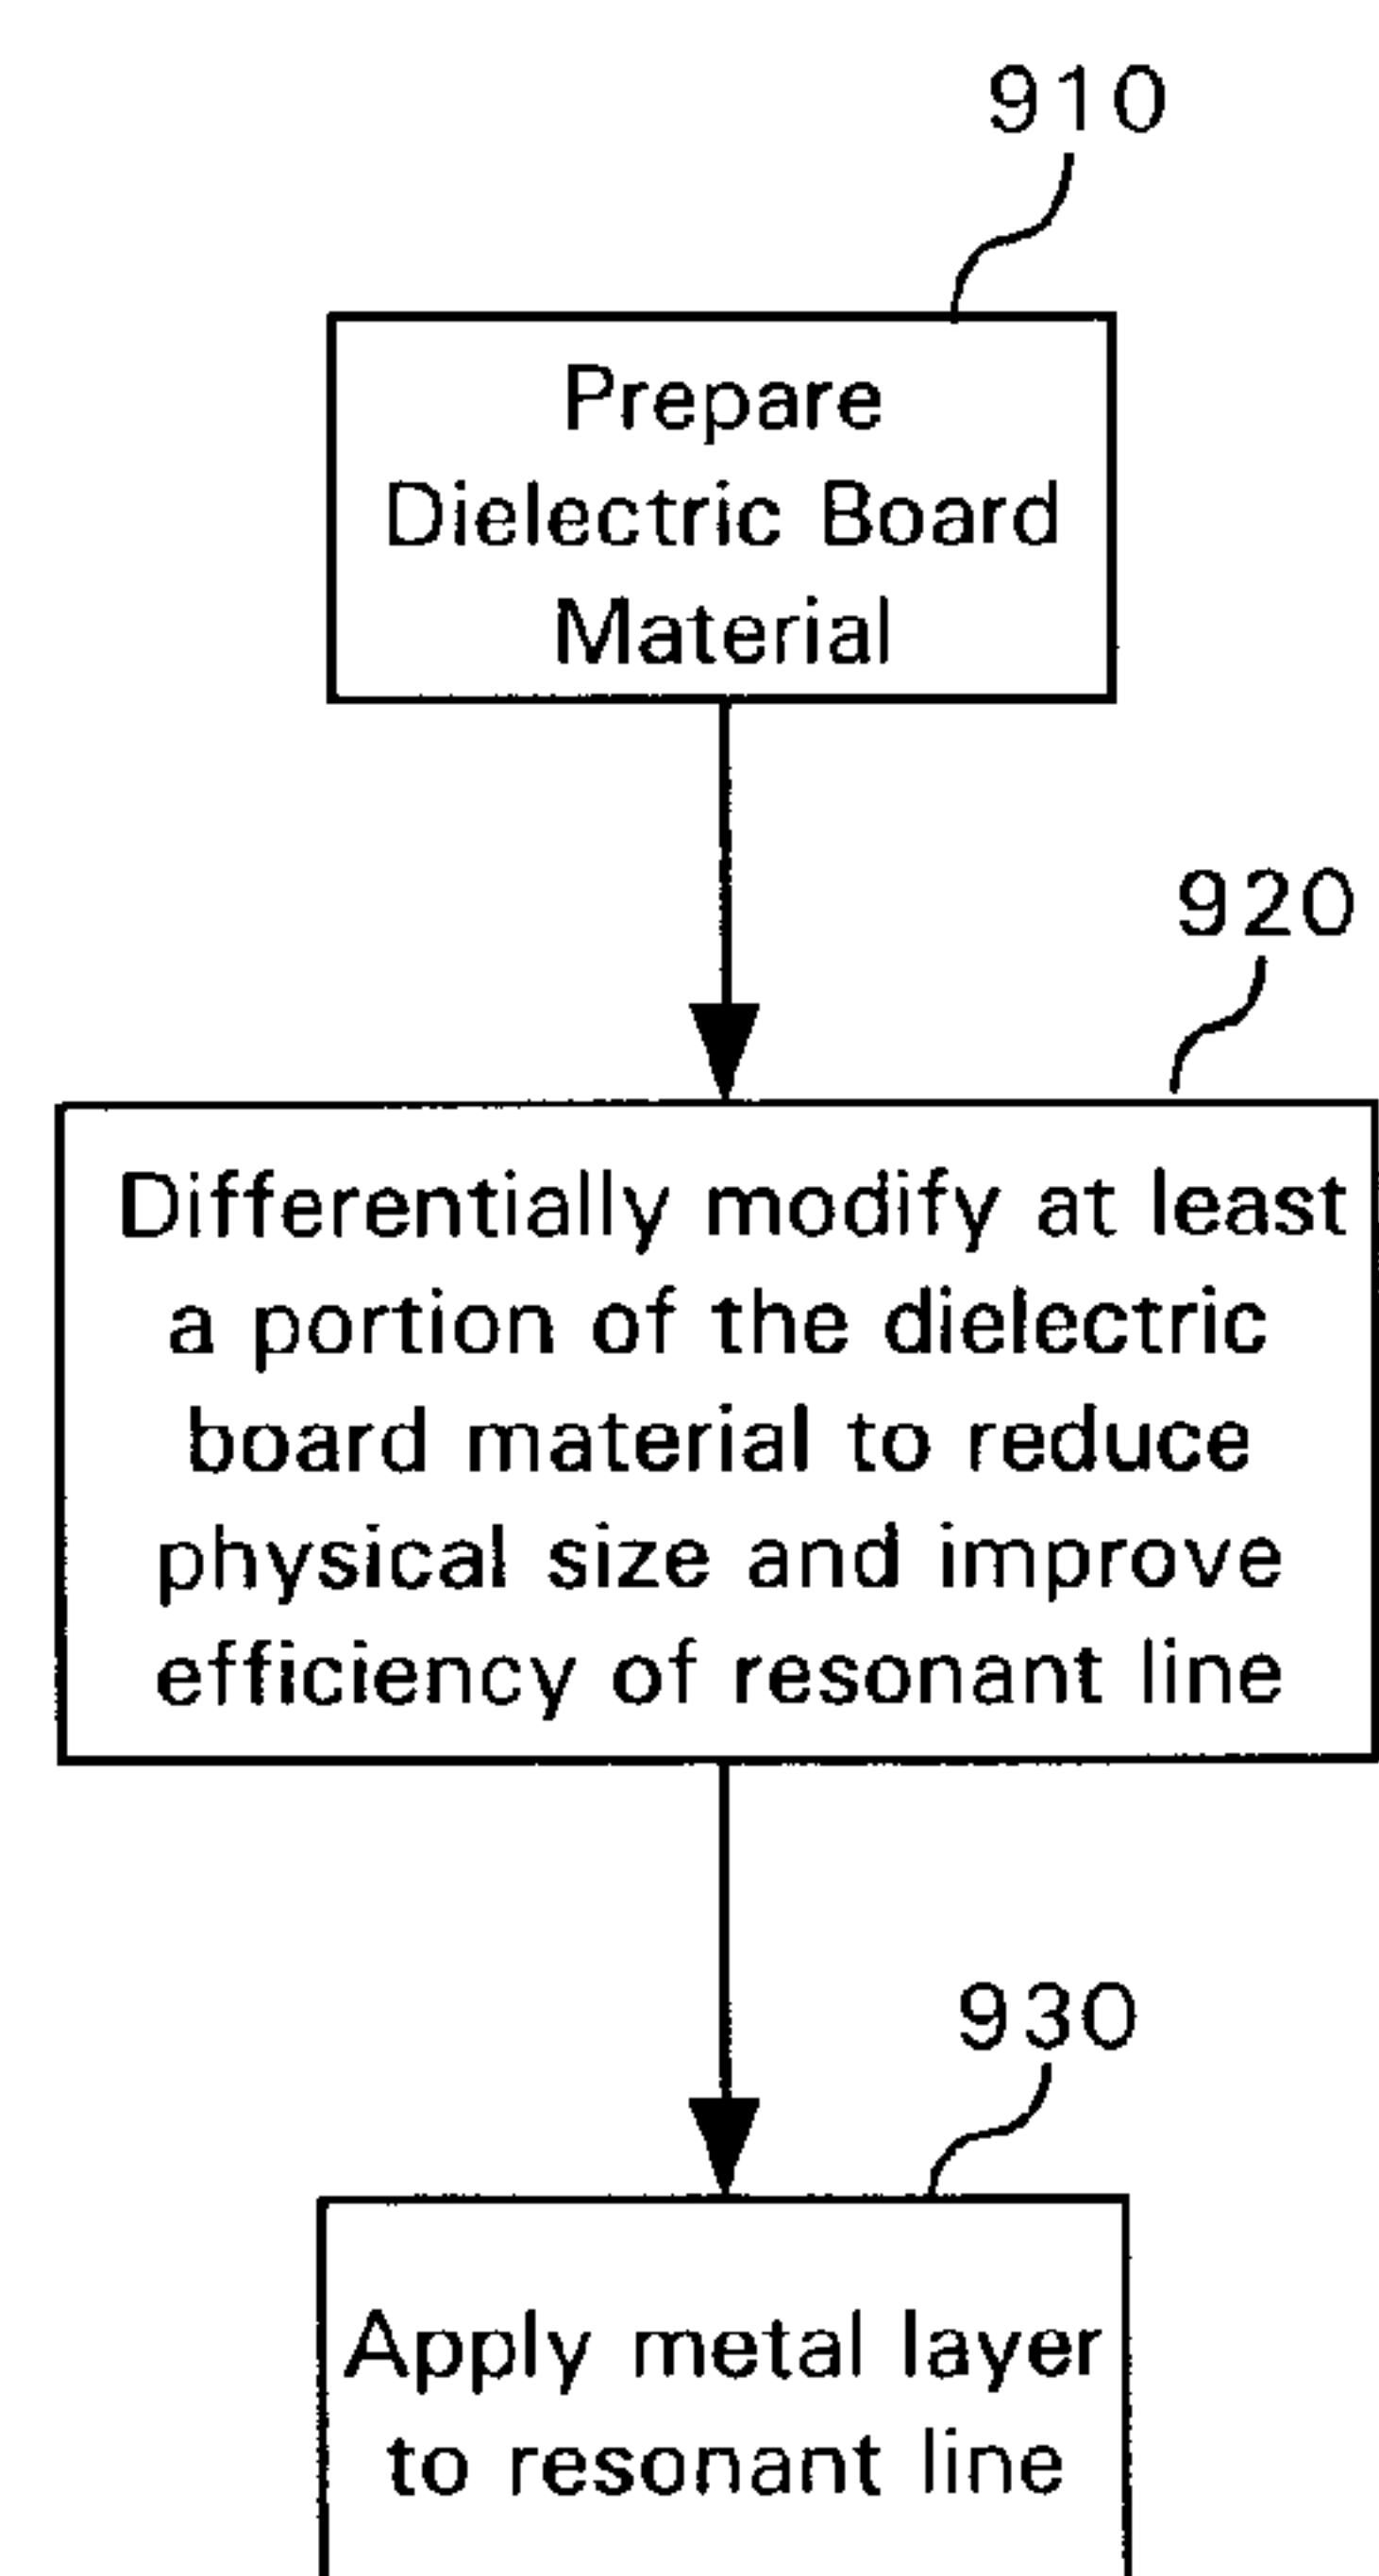 910
Prepare
Dielectric Board
Material
920
Differentially modify at least
a portion of the dielectric
board material to reduce
physical size and improve
efficiency of resonant line
930
Apply metal layer
to resonant line